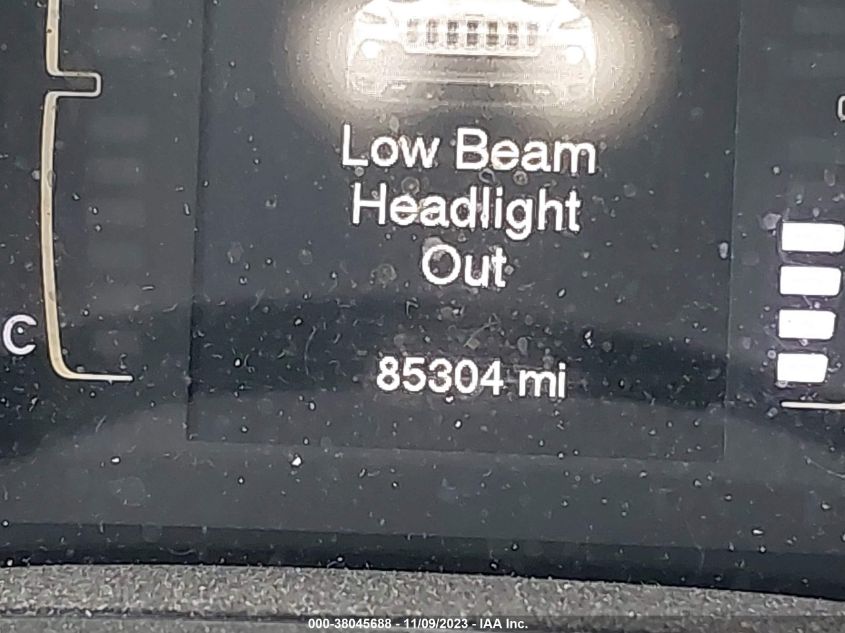 Low Beam
Headlight
Out
C
85304 mi
000-38045688 - 11/09/2023 - IAA Inc.